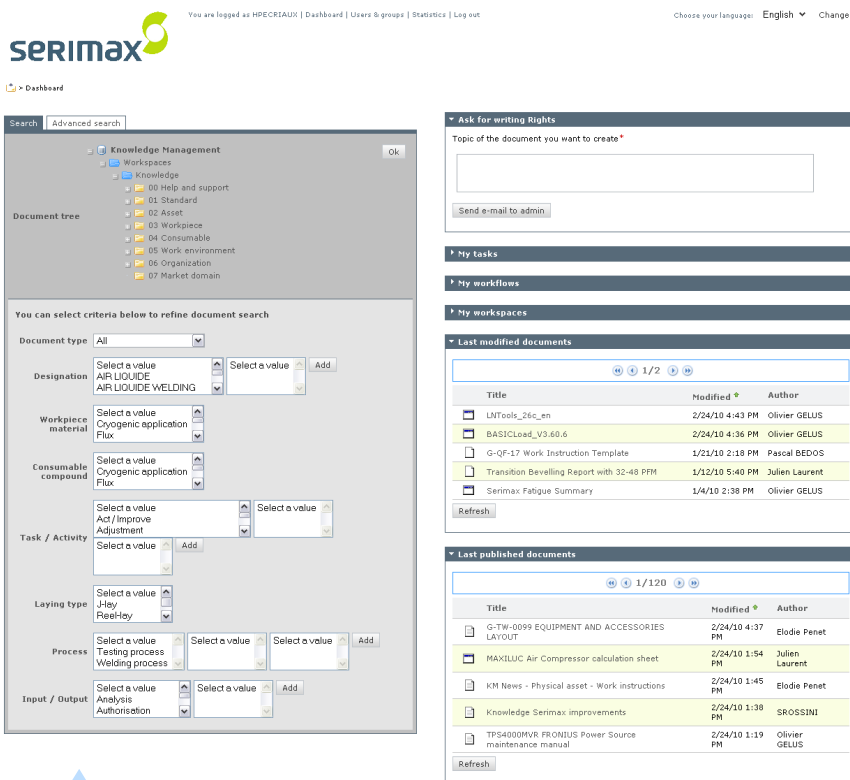 You are logged as HPECRIAUX | Dashboard | Users & groups | Statistics | Log out
Choose your language: English Change
serimax
> Dashboard
Search Advanced search
Knowledge Management
Ok
Workspaces
Knowledge
00 Help and support
01 Standard
Document tree
02 Asset
03 Workpiece
04 Consumable
05 Work environment
06 Organization
07 Market domain
You can select criteria below to refine document search
Document type All
Designation
Select a value
AIR LIQUIDE
AIR LIQUIDE WELDING
Select a value
Add
Workpiece material
Select a value
Cryogenic application
Flux
Consumable compound
Select a value
Cryogenic application
Flux
Task / Activity
Select a value
Act / Improve
Adjustment
Select a value
Select a value
Add
Laying type
Select a value
J-lay
Reel-lay
Process
Select a value
Testing process
Welding process
Select a value
Select a value
Add
Input / Output
Select a value
Analysis
Authorisation
Select a value
Add
Ask for writing Rights
Topic of the document you want to create*
Send e-mail to admin
My tasks
My workflows
My workspaces
Last modified documents
1/2
Title Modified Author
LNTools_26c_en 2/24/10 4:43 PM Olivier GELUS
BASICLoad_V3.60.6 2/24/10 4:36 PM Olivier GELUS
G-QF-17 Work Instruction Template 1/21/10 2:18 PM Pascal BEDOS
Transition Bevelling Report with 32-48 PFM 1/12/10 5:40 PM Julien Laurent
Serimax Fatigue Summary 1/4/10 2:38 PM Olivier GELUS
Refresh
Last published documents
1/120
Title Modified Author
G-TW-0099 EQUIPMENT AND ACCESSORIES LAYOUT 2/24/10 4:37 PM Elodie Penet
MAXILUC Air Compressor calculation sheet 2/24/10 1:54 PM Julien Laurent
KM News - Physical asset - Work instructions 2/24/10 1:45 PM Elodie Penet
Knowledge Serimax improvements 2/24/10 1:38 PM SROSSINI
TPS4000MVR FRONIUS Power Source maintenance manual 2/24/10 1:19 PM Olivier GELUS
Refresh